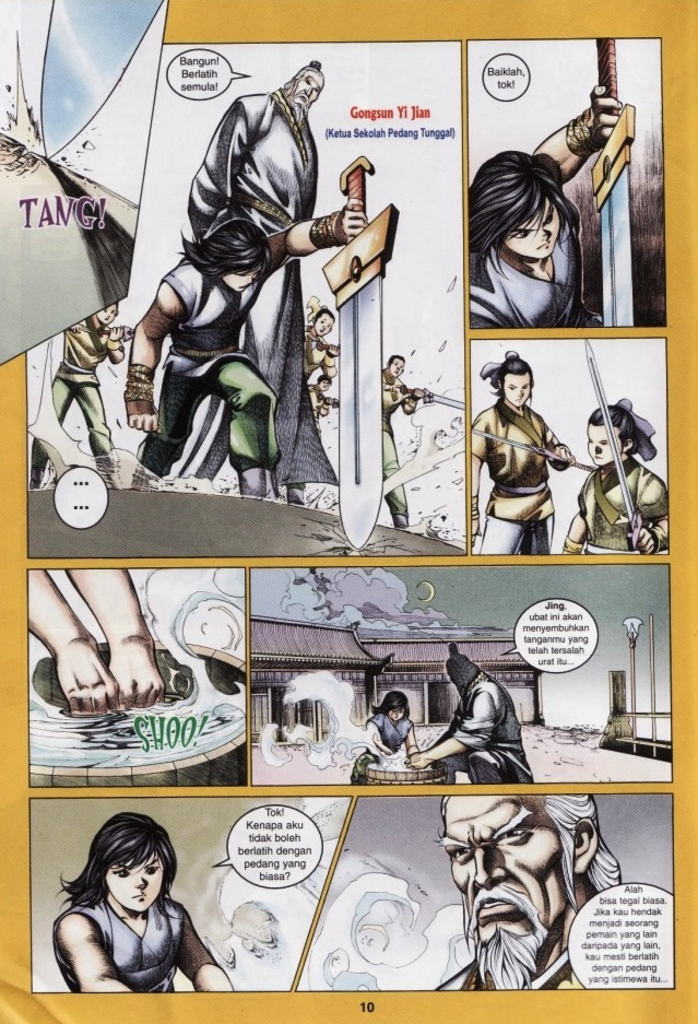 TANG!
Bangun!
Berlatih
semula!
Gongsun Yi Jian
(Ketua Sekolah Pedang Tunggal)
Baiklah,
tok!
...
...
SHOO!
Jing,
ubat ini akan
menyembuhkan
tanganmu yang
telah tersalah
urat itu...
Tok!
Kenapa aku
tidak boleh
berlatih dengan
pedang yang
biasa?
Alah
bisa tegal biasa.
Jika kau hendak
menjadi seorang
pemain yang lain
daripada yang lain,
kau mesti berlatih
dengan pedang
yang istimewa itu...
10